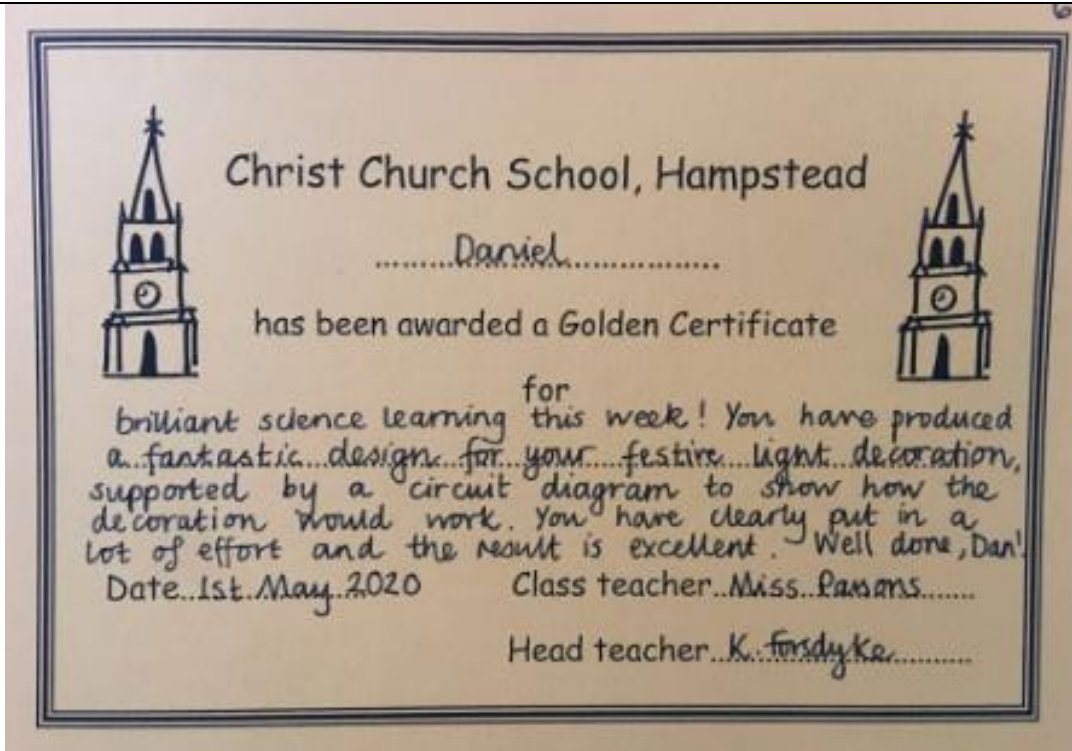 Christ Church School, Hampstead
Daniel
has been awarded a Golden Certificate
for
brilliant science learning this week! You have produced
a fantastic design for your festive light decoration,
supported by a circuit diagram to show how the
decoration would work. You have clearly put in a
lot of effort and the result is excellent. Well done, Dan!
Date 1st May 2020 Class teacher Miss Parsons
Head teacher K. Forsdyke